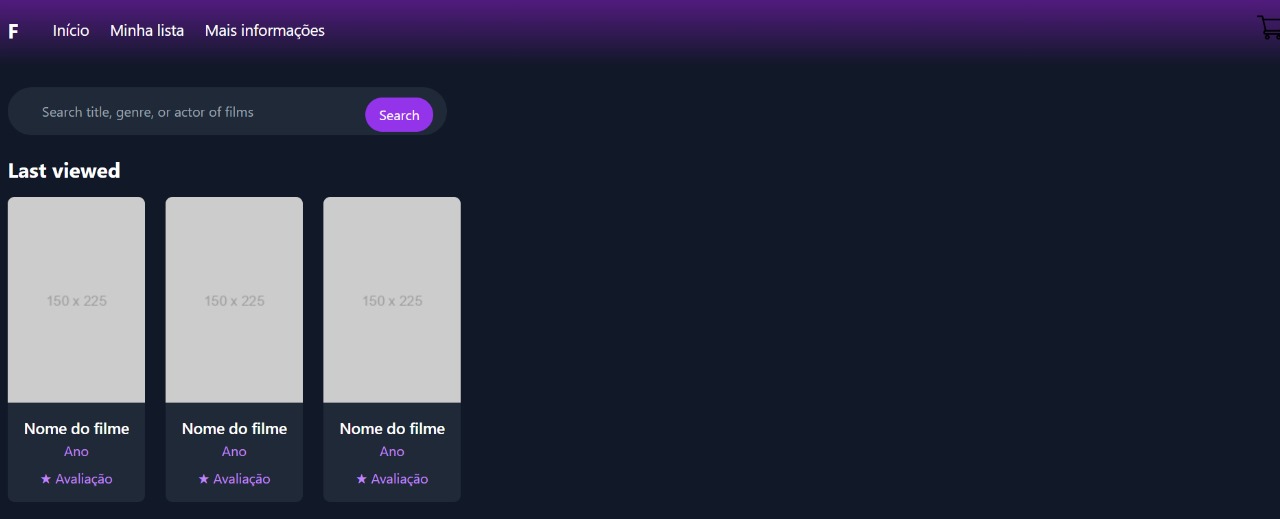 F Início Minha lista Mais informações
Search title, genre, or actor of films Search
Last viewed
150 x 225 150 x 225 150 x 225
Nome do filme Nome do filme Nome do filme
Ano Ano Ano
★ Avaliação ★ Avaliação ★ Avaliação